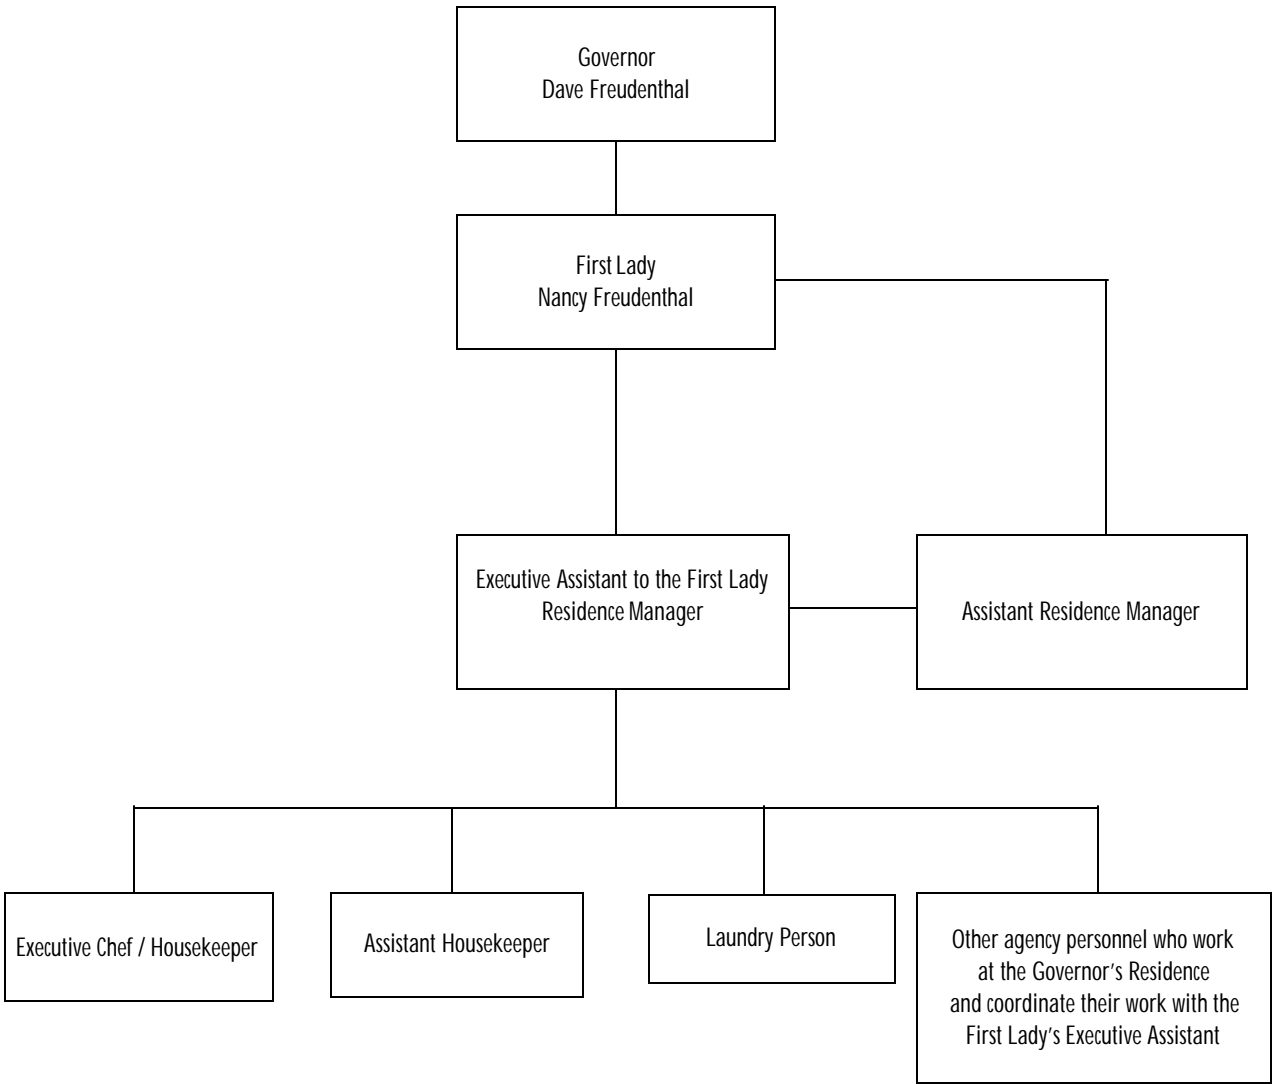 Governor
Dave Freudenthal
First Lady
Nancy Freudenthal
Executive Assistant to the First Lady
Residence Manager
Assistant Residence Manager
Executive Chef / Housekeeper
Assistant Housekeeper
Laundry Person
Other agency personnel who work
at the Governor's Residence
and coordinate their work with the
First Lady's Executive Assistant